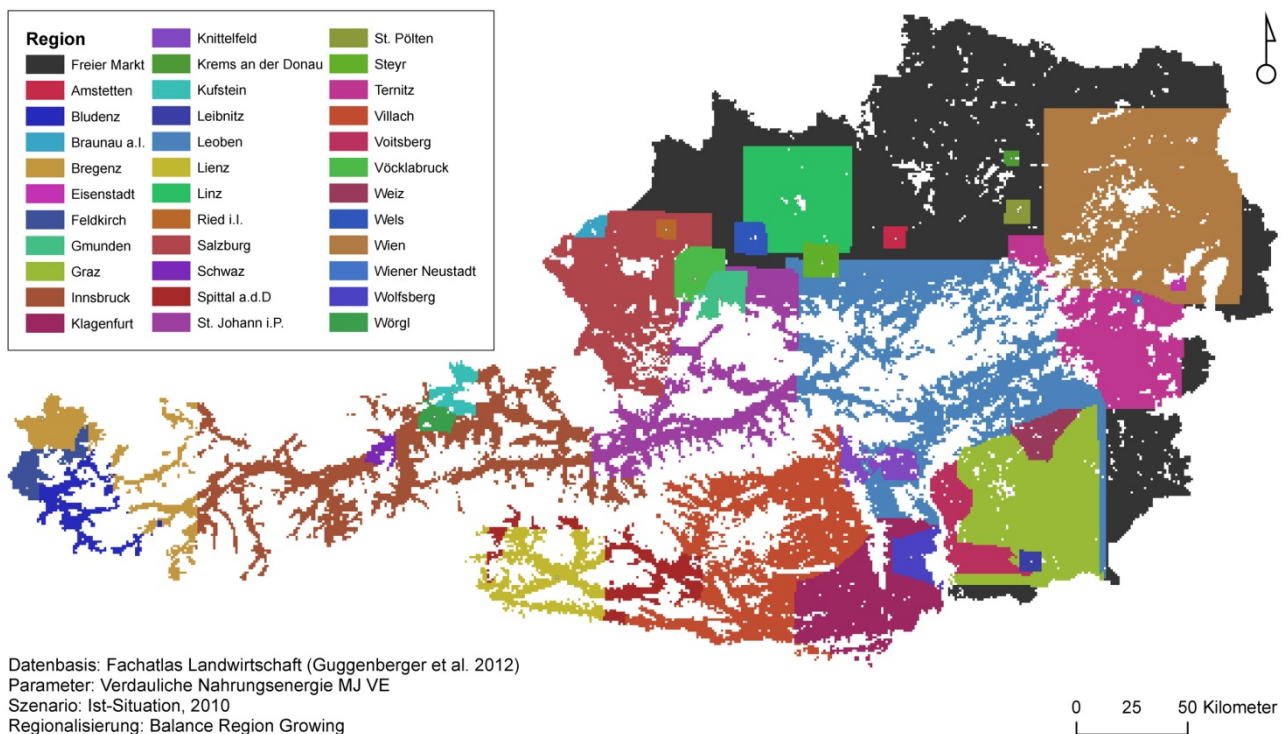 Region
Freier Markt
Amstetten
Bludenz
Braunau a.I.
Bregenz
Eisenstadt
Feldkirch
Gmunden
Graz
Innsbruck
Klagenfurt
Knittelfeld
Krems an der Donau
Kufstein
Leibnitz
Leoben
Lienz
Linz
Ried i.I.
Salzburg
Schwaz
Spittal a.d.D
St. Johann i.P.
St. Pölten
Steyr
Ternitz
Villach
Voitsberg
Vöcklabruck
Weiz
Wels
Wien
Wiener Neustadt
Wolfsberg
Wörgl
Datenbasis: Fachatlas Landwirtschaft (Guggenberger et al. 2012)
Parameter: Verdauliche Nahrungsenergie MJ VE
Szenario: Ist-Situation, 2010
Regionalisierung: Balance Region Growing
0 25 50 Kilometer